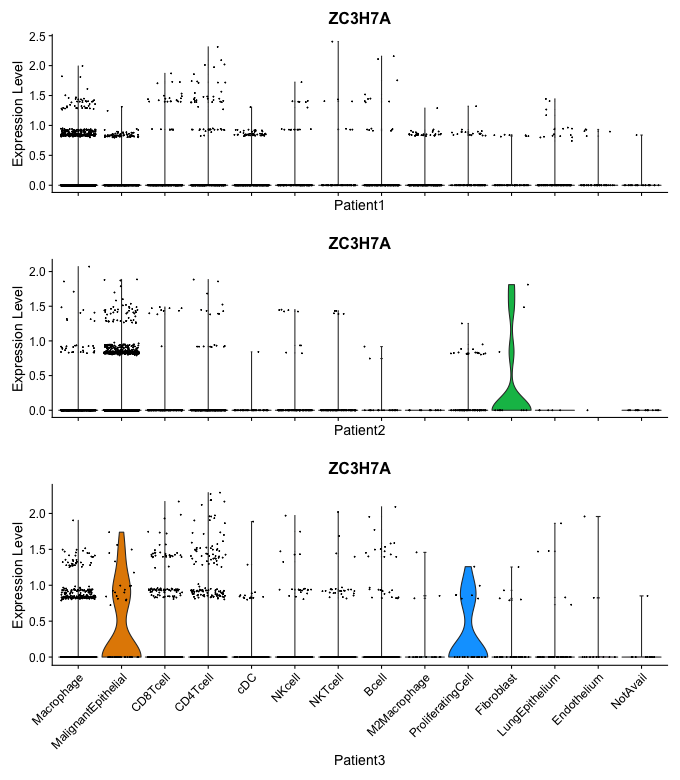 ZC3H7A
Expression Level
2.5
2.0
1.5
1.0
0.5
0.0
Patient1
ZC3H7A
Expression Level
2.0
1.5
1.0
0.5
0.0
Patient2
ZC3H7A
Expression Level
2.0
1.5
1.0
0.5
0.0
Macrophage
MalignantEpithelial
CD8Tcell
CD4Tcell
cDC
NKcell
NKTcell
Bcell
M2Macrophage
ProliferatingCell
Fibroblast
LungEpithelium
Endothelium
NotAvail
Patient3